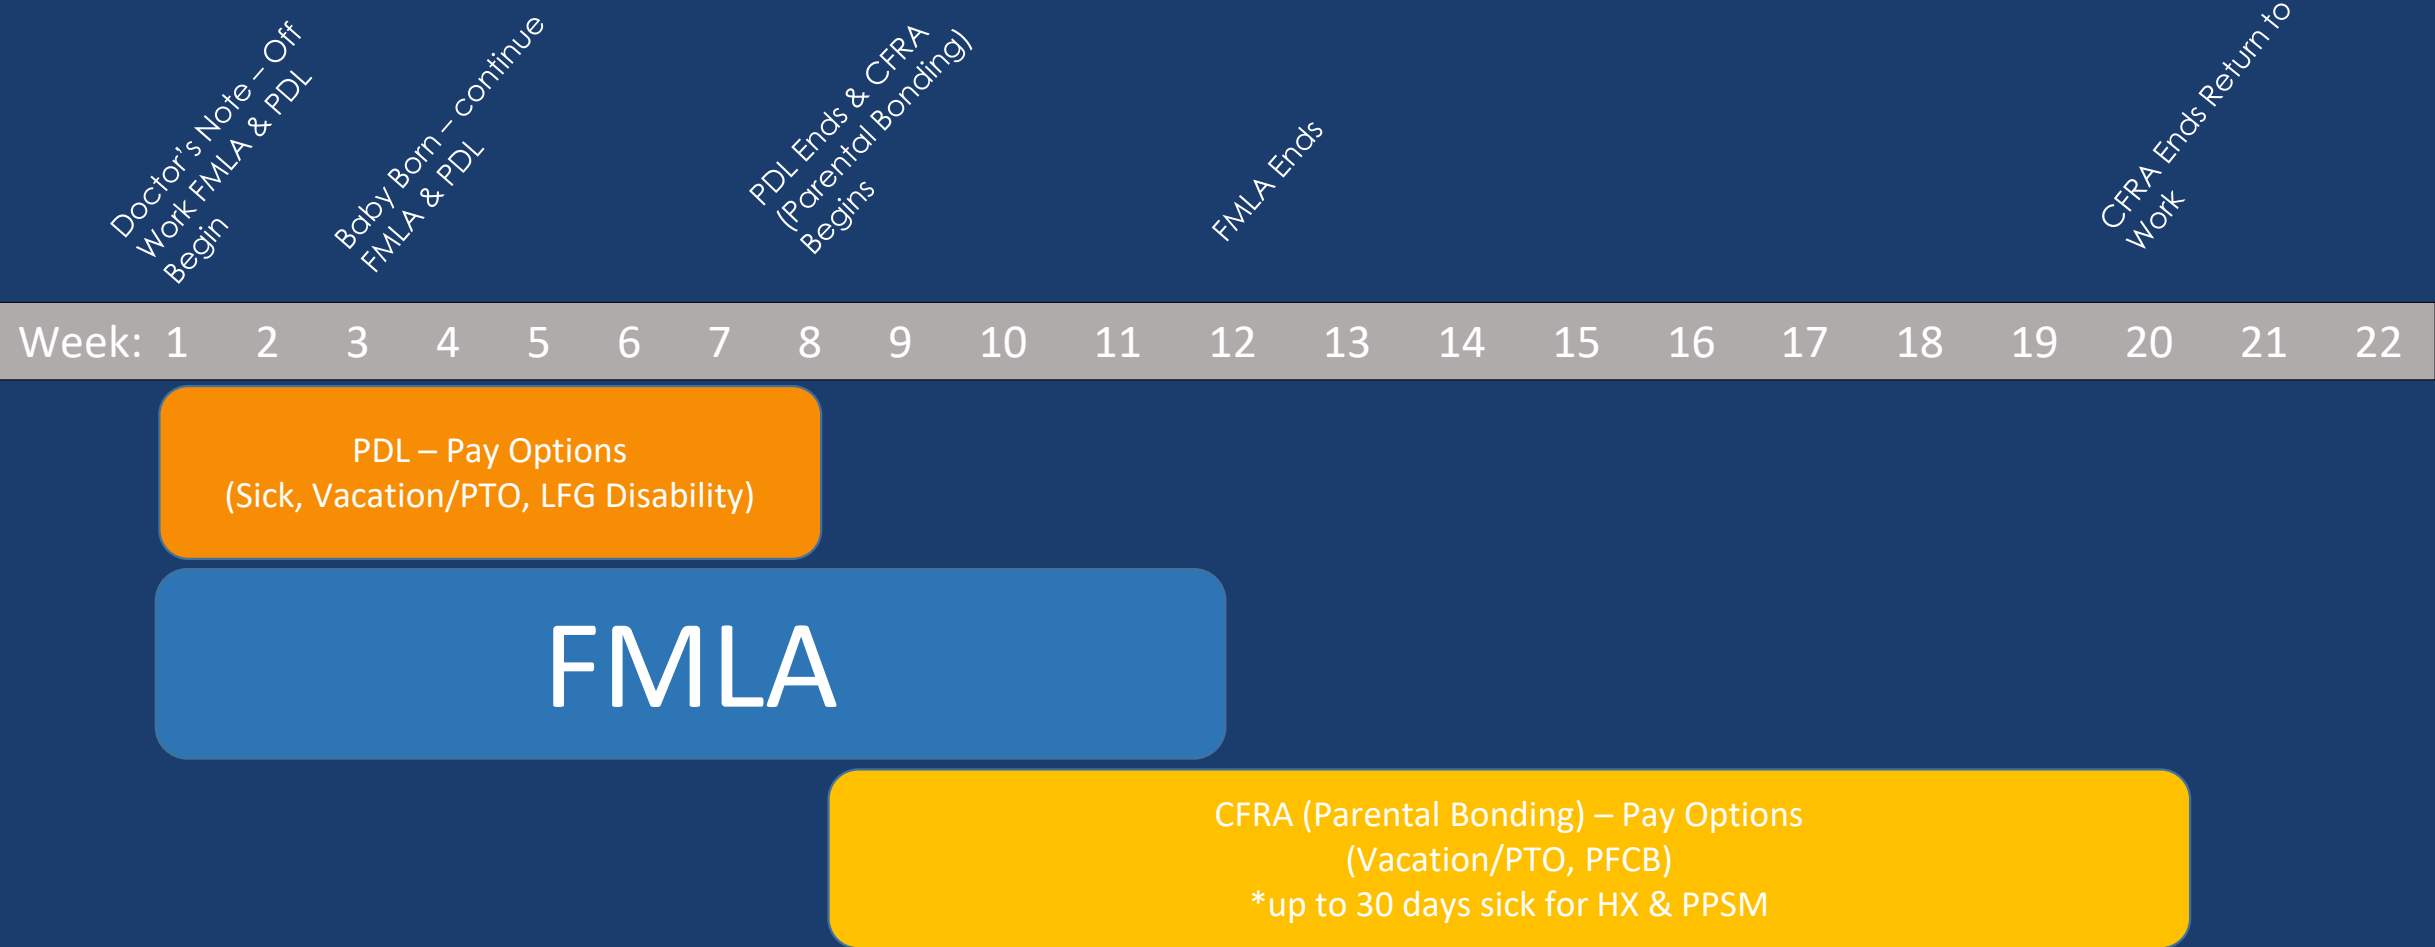 Doctor's Note – Off
Work FMLA & PDL
Begin
Baby Born – continue
FMLA & PDL
PDL Ends & CFRA
(Parental Bonding)
Begins
FMLA Ends
CFRA Ends Return to
Work
Week: 1 2 3 4 5 6 7 8 9 10 11 12 13 14 15 16 17 18 19 20 21 22
PDL – Pay Options
(Sick, Vacation/PTO, LFG Disability)
FMLA
CFRA (Parental Bonding) – Pay Options
(Vacation/PTO, PFCB)
*up to 30 days sick for HX & PPSM